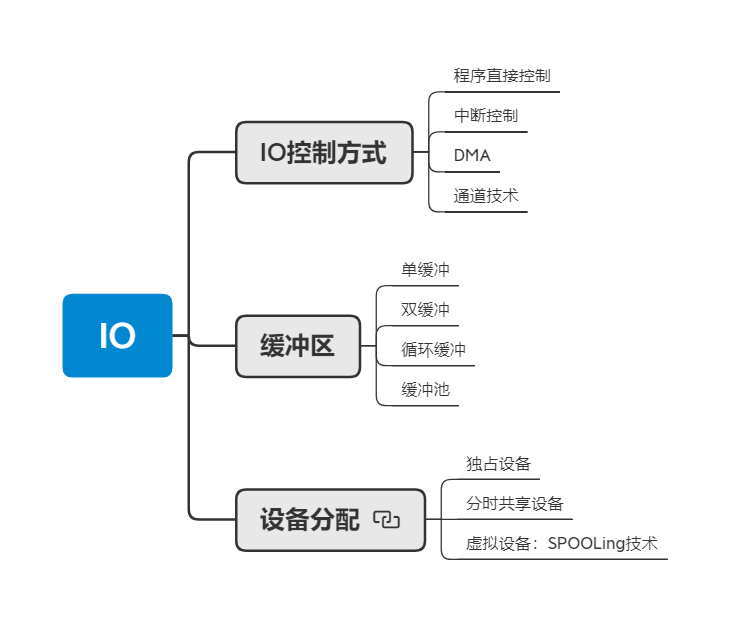 IO
IO控制方式
程序直接控制
中断控制
DMA
通道技术
缓冲区
单缓冲
双缓冲
循环缓冲
缓冲池
设备分配
独占设备
分时共享设备
虚拟设备：SPOOLing技术